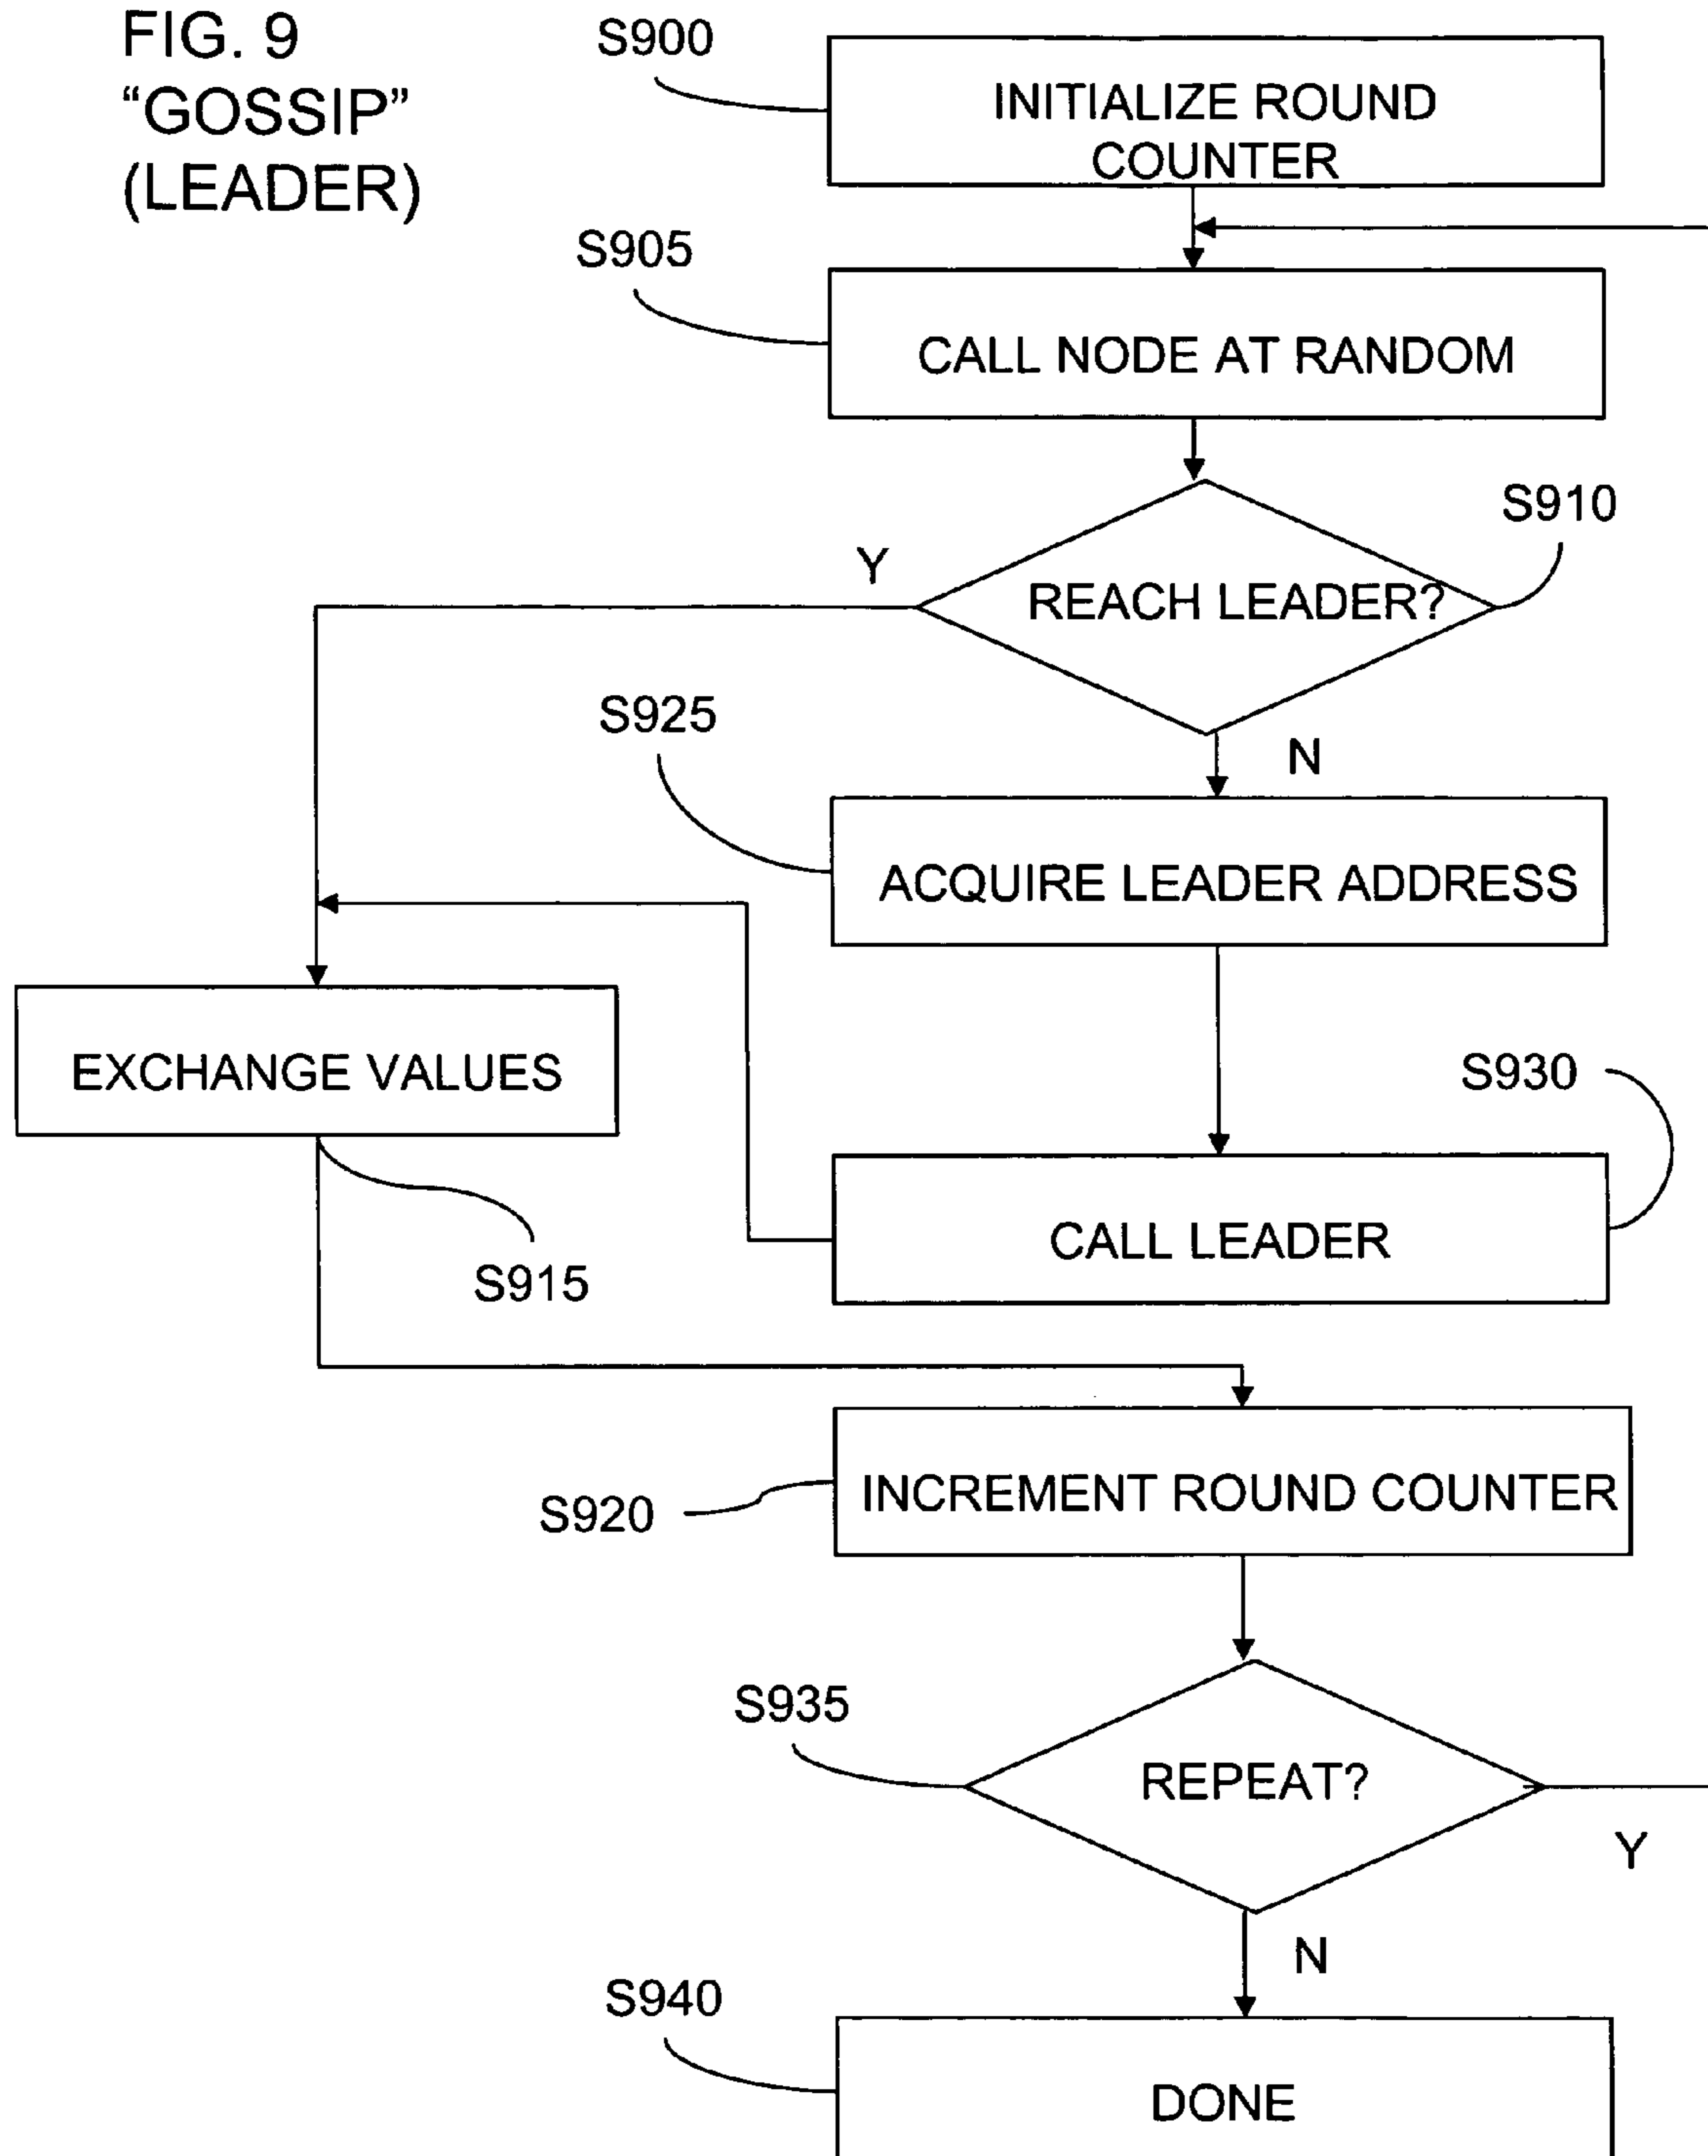 FIG. 9
“GOSSIP”
(LEADER)
S900
INITIALIZE ROUND
COUNTER
S905
CALL NODE AT RANDOM
S910
REACH LEADER?
Y
N
S925
ACQUIRE LEADER ADDRESS
EXCHANGE VALUES
S915
S930
CALL LEADER
S920
INCREMENT ROUND COUNTER
S935
REPEAT?
Y
N
S940
DONE